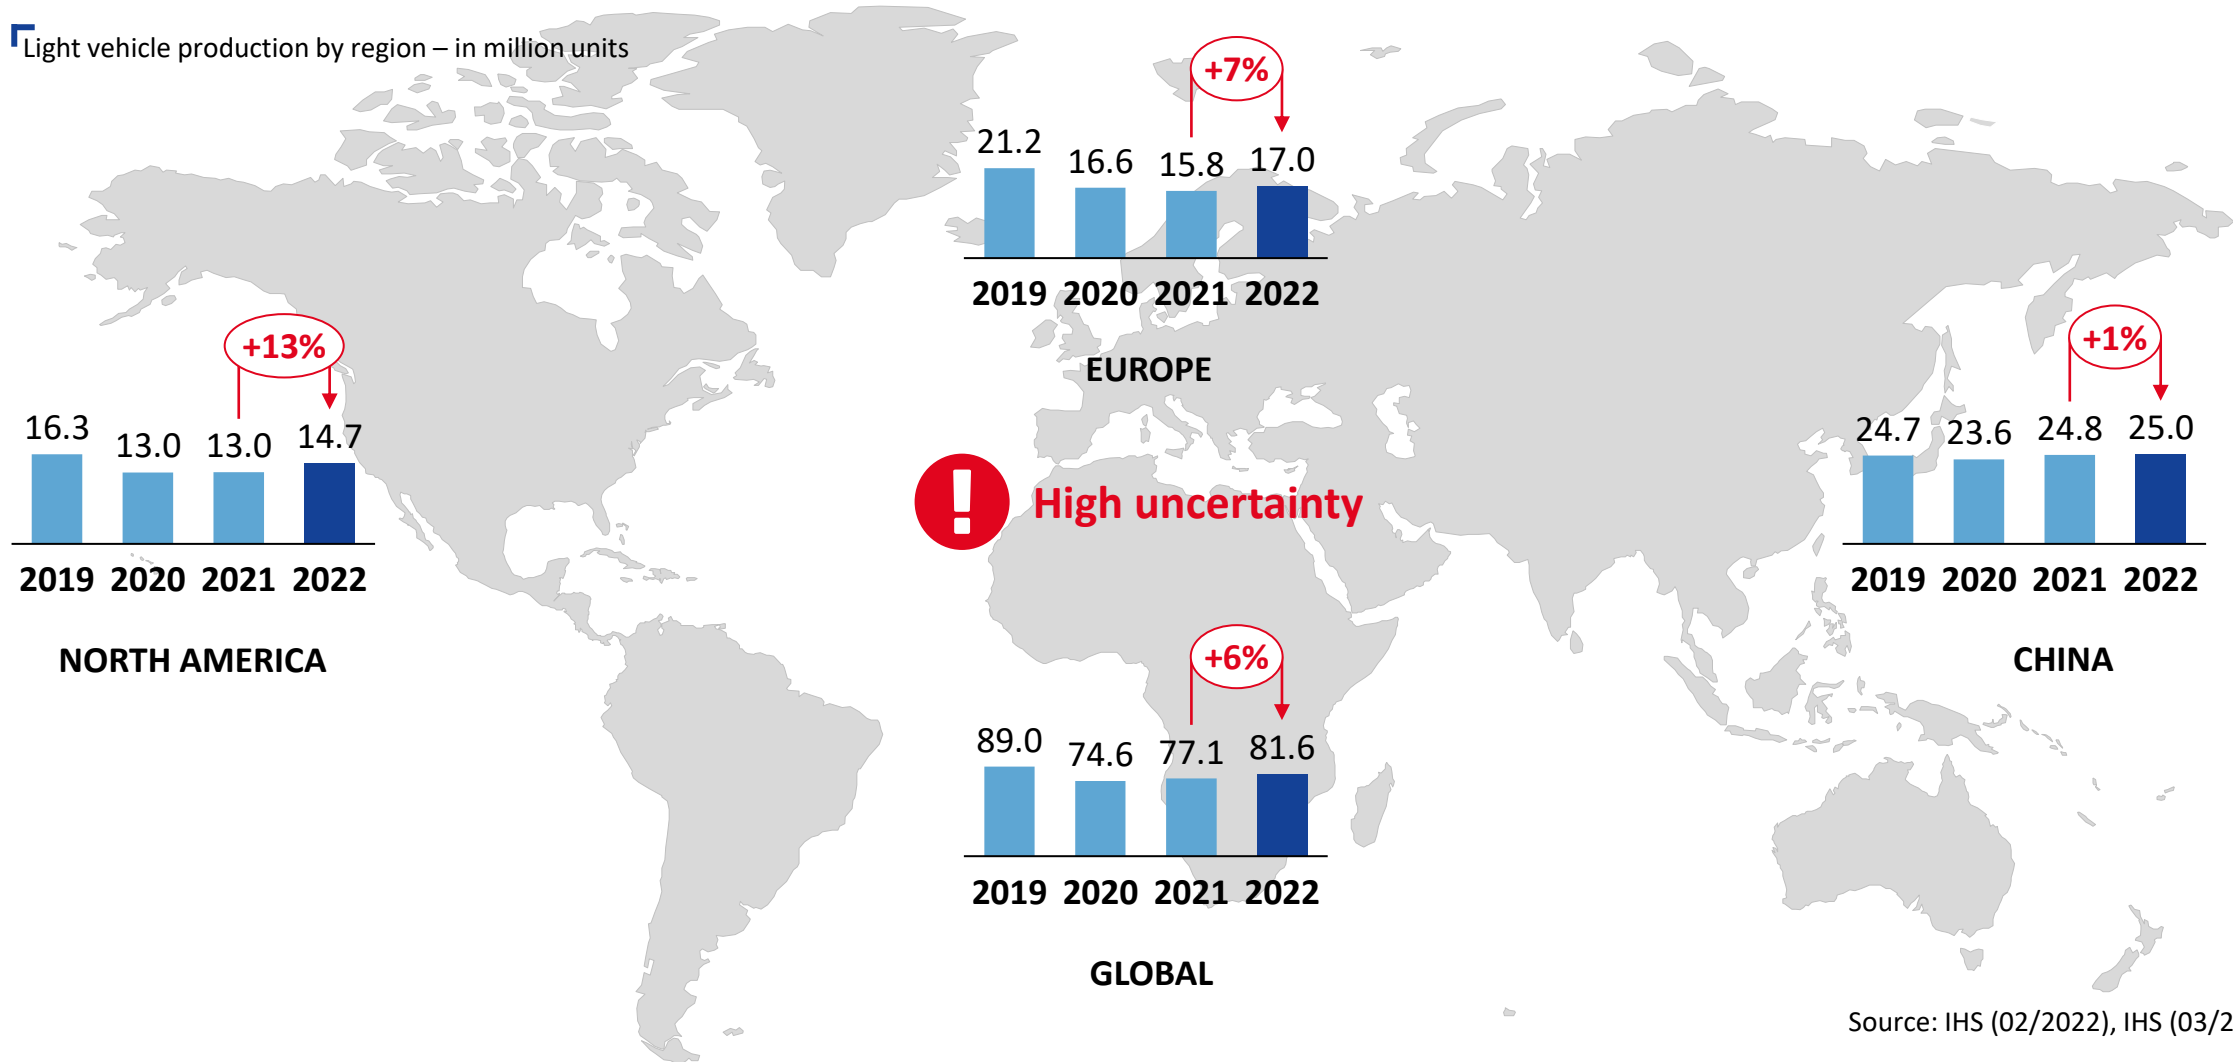 Light vehicle production by region – in million units
+7%
21.2 16.6 15.8 17.0
2019 2020 2021 2022
EUROPE
+13%
16.3 13.0 13.0 14.7
2019 2020 2021 2022
NORTH AMERICA
! High uncertainty
+1%
24.7 23.6 24.8 25.0
2019 2020 2021 2022
CHINA
+6%
89.0 74.6 77.1 81.6
2019 2020 2021 2022
GLOBAL
Source: IHS (02/2022), IHS (03/2